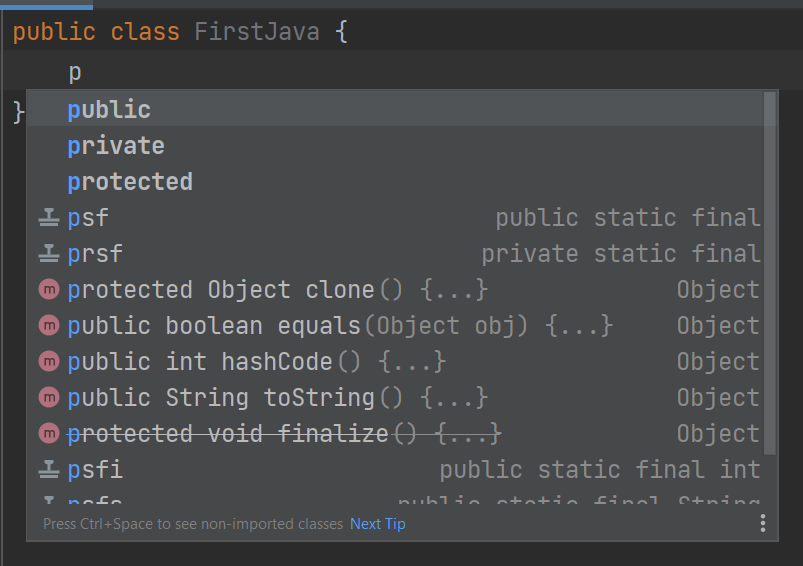 public class FirstJava {
p
}
public
private
protected
psf public static final
prsf private static final
m protected Object clone() {...} Object
m public boolean equals(Object obj) {...} Object
m public int hashCode() {...} Object
m public String toString() {...} Object
m protected void finalize() {...} Object
psfi public static final int
psfs public static final String
Press Ctrl+Space to see non-imported classes Next Tip